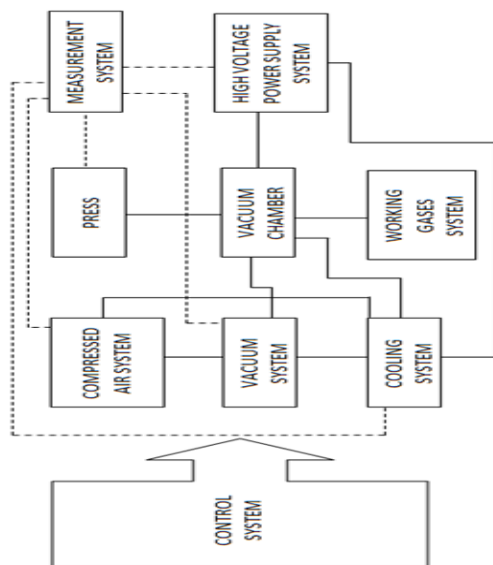 MEASUREMENT
SYSTEM
HIGH VOLTAGE
POWER SUPPLY
SYSTEM
PRESS
VACUUM
CHAMBER
WORKING
GASES
SYSTEM
COMPRESSED
AIR SYSTEM
VACUUM
SYSTEM
COOLING
SYSTEM
CONTROL
SYSTEM